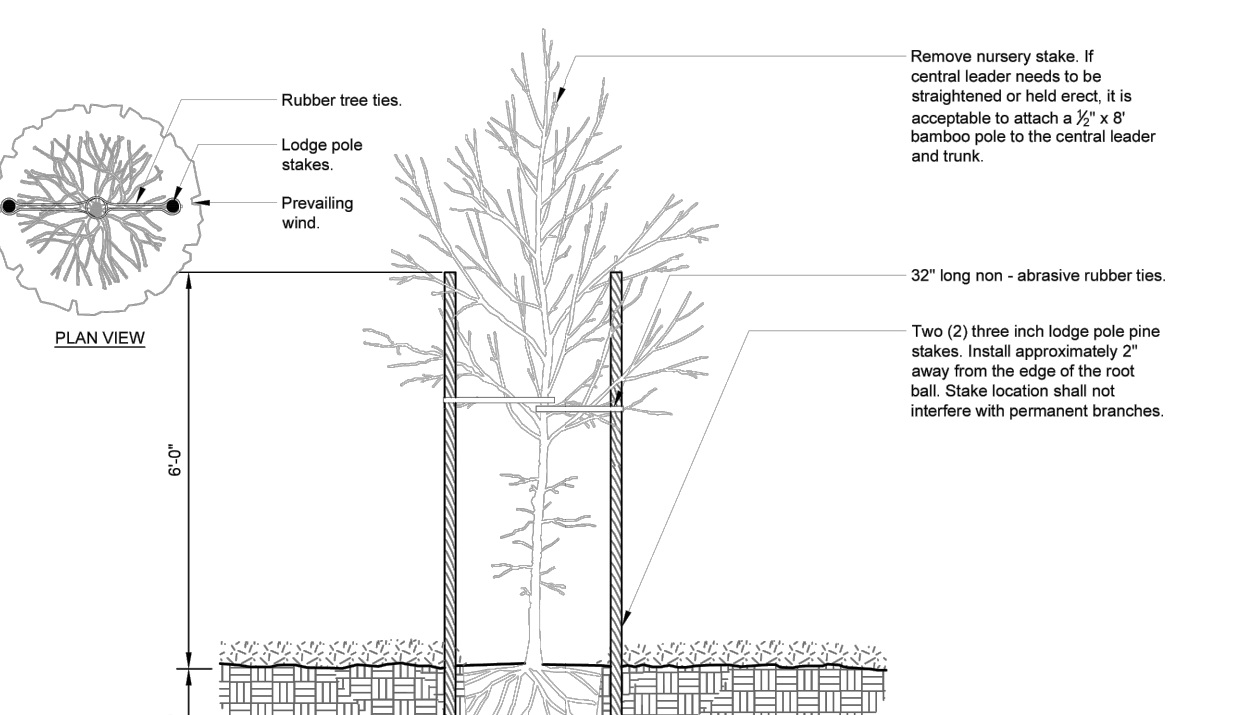 Rubber tree ties.
Lodge pole
stakes.
Prevailing
wind.
PLAN VIEW
6'-0"
Remove nursery stake. If
central leader needs to be
straightened or held erect, it is
acceptable to attach a ½" x 8'
bamboo pole to the central leader
and trunk.
32" long non - abrasive rubber ties.
Two (2) three inch lodge pole pine
stakes. Install approximately 2"
away from the edge of the root
ball. Stake location shall not
interfere with permanent branches.